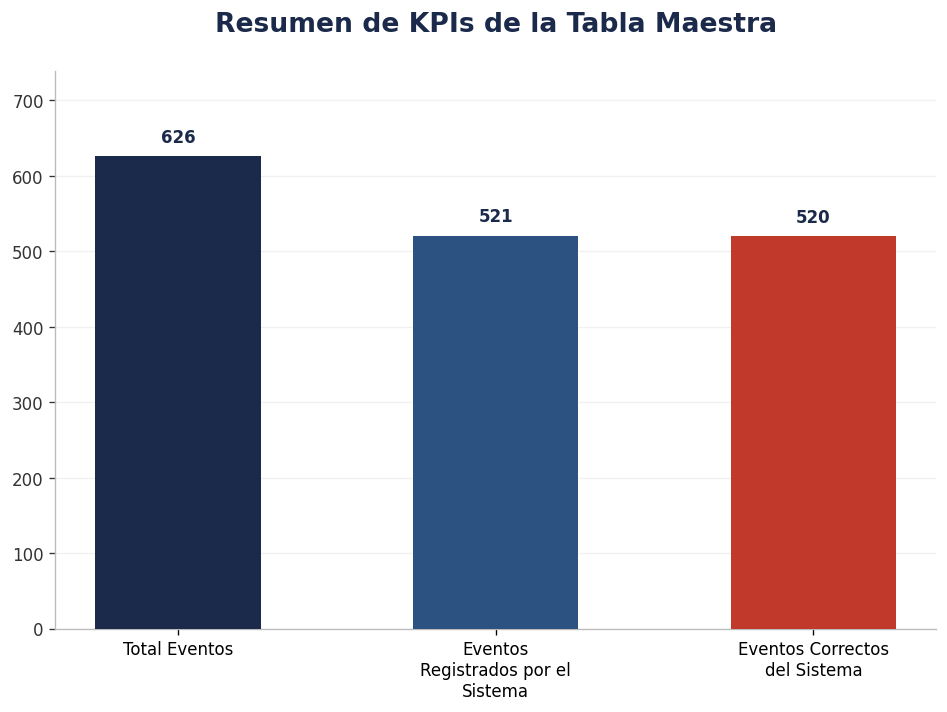 Resumen de KPIs de la Tabla Maestra
700
600
500
400
300
200
100
0
626
521
520
Total Eventos
Eventos
Registrados por el
Sistema
Eventos Correctos
del Sistema